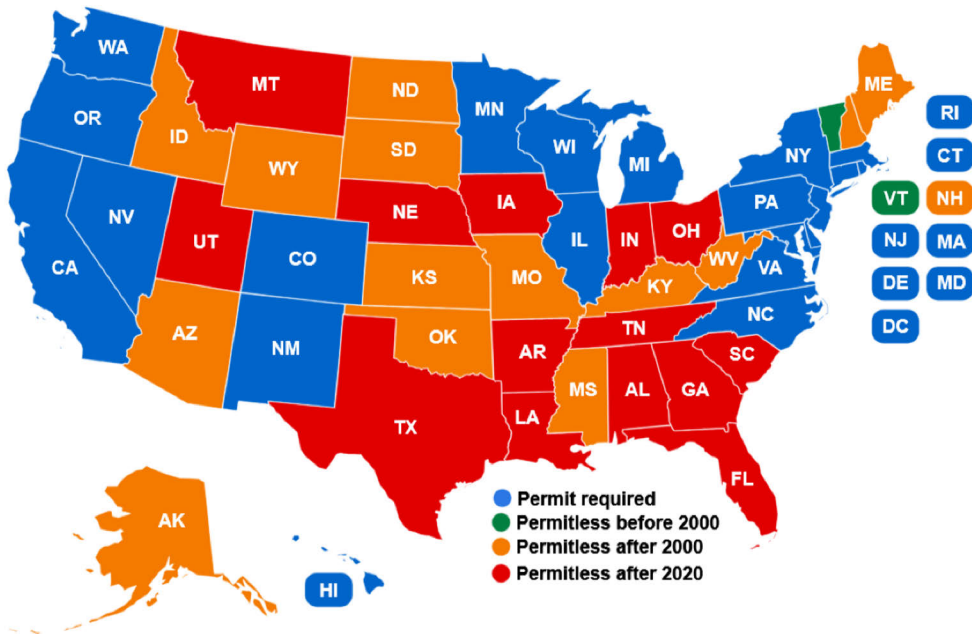 WA
MT
ND
MN
ME
OR
ID
SD
WI
MI
NY
RI
WY
CT
NV
NE
IA
PA
VT
NH
UT
CO
IL
IN
OH
NJ
MA
CA
KS
MO
WV
VA
KY
DE
MD
AZ
NM
OK
TN
NC
DC
AR
SC
MS
AL
GA
TX
LA
FL
Permit required
Permitless before 2000
AK
Permitless after 2000
Permitless after 2020
HI